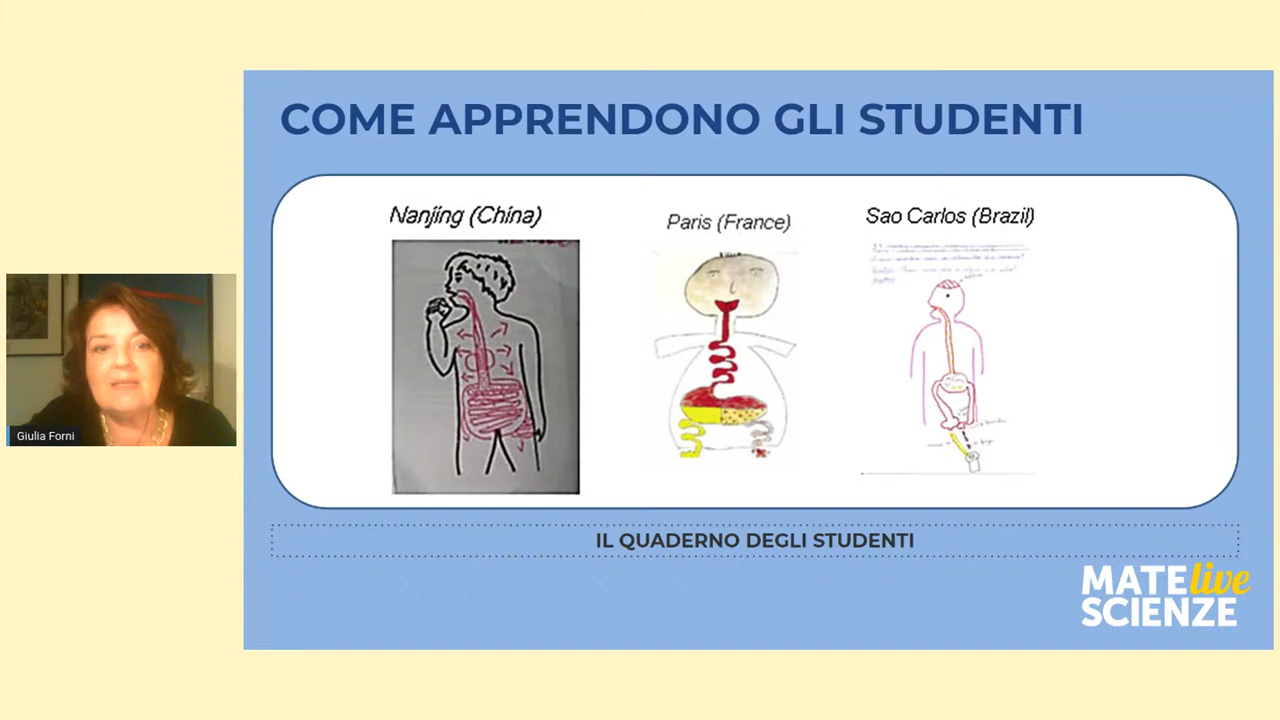 COME APPRENDONO GLI STUDENTI
Nanjing (China)
Paris (France)
Sao Carlos (Brazil)
Giulia Forni
IL QUADERNO DEGLI STUDENTI
MATE live
SCIENZE